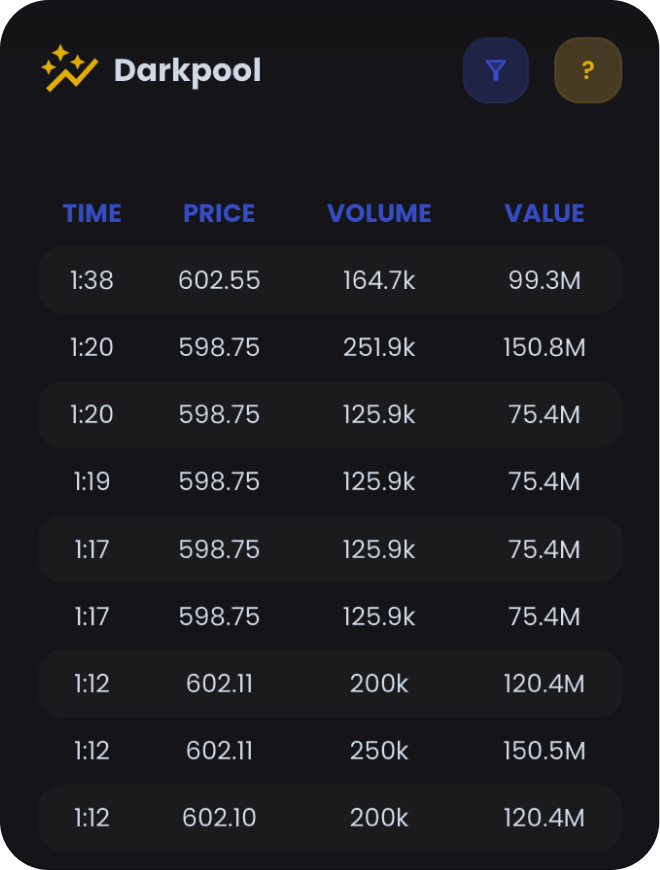 Darkpool ?
TIME PRICE VOLUME VALUE
1:38 602.55 164.7k 99.3M
1:20 598.75 251.9k 150.8M
1:20 598.75 125.9k 75.4M
1:19 598.75 125.9k 75.4M
1:17 598.75 125.9k 75.4M
1:17 598.75 125.9k 75.4M
1:12 602.11 200k 120.4M
1:12 602.11 250k 150.5M
1:12 602.10 200k 120.4M